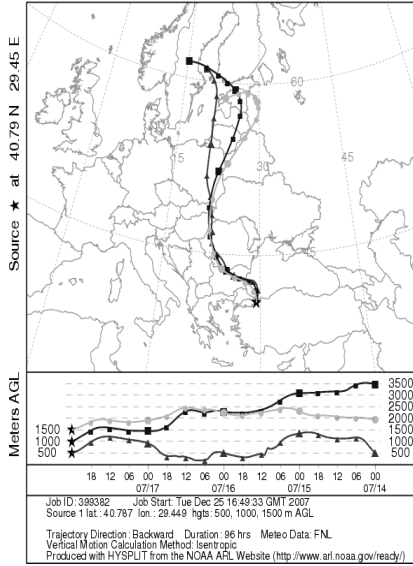 Source ★ at 40.79 N 29.45 E
60
15
30
45
Meters AGL
3500
3000
2500
2000
1500
1000
500
1500
1000
500
18 12 06 00 18 12 06 00 18 12 06 00 18 12 06 00
07/17 07/16 07/15 07/14
Job ID: 399382 Job Start: Tue Dec 25 16:49:33 GMT 2007
Source 1 lat.: 40.787 lon.: 29.449 hgts: 500, 1000, 1500 m AGL
Trajectory Direction: Backward Duration: 96 hrs Meteo Data: FNL
Vertical Motion Calculation Method: Isentropic
Produced with HYSPLIT from the NOAA ARL Website (http://www.arl.noaa.gov/ready/)